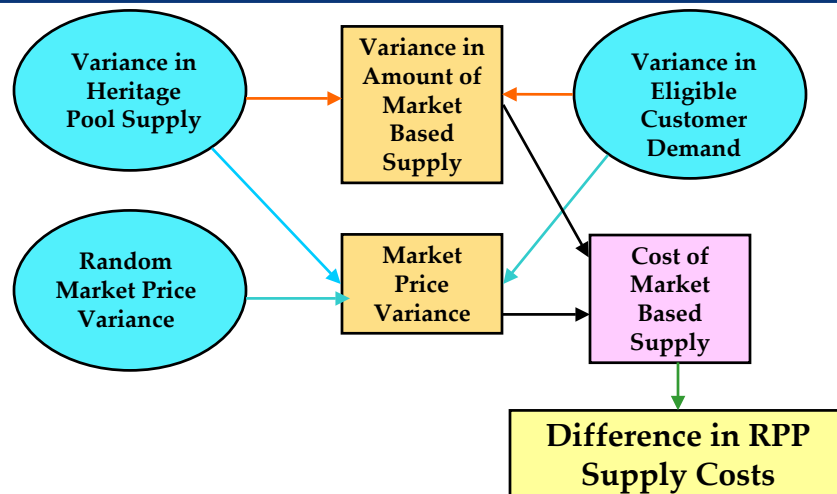 Variance in
Heritage
Pool Supply
Variance in
Amount of
Market
Based
Supply
Variance in
Eligible
Customer
Demand
Random
Market Price
Variance
Market
Price
Variance
Cost of
Market
Based
Supply
Difference in RPP
Supply Costs